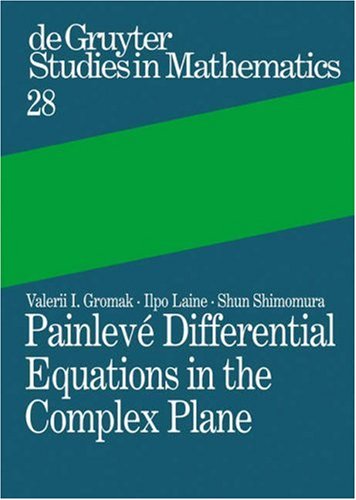 de Gruyter
Studies in Mathematics
28
Valerii I. Gromak · Ilpo Laine · Shun Shimomura
Painlevé Differential
Equations in the
Complex Plane